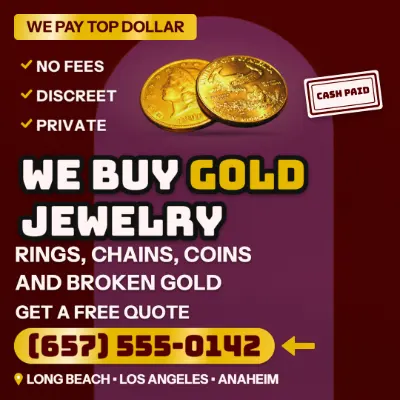 WE PAY TOP DOLLAR
NO FEES
DISCREET
PRIVATE
CASH PAID
WE BUY GOLD
JEWELRY
RINGS, CHAINS, COINS
AND BROKEN GOLD
GET A FREE QUOTE
(657) 555-0142
LONG BEACH • LOS ANGELES • ANAHEIM